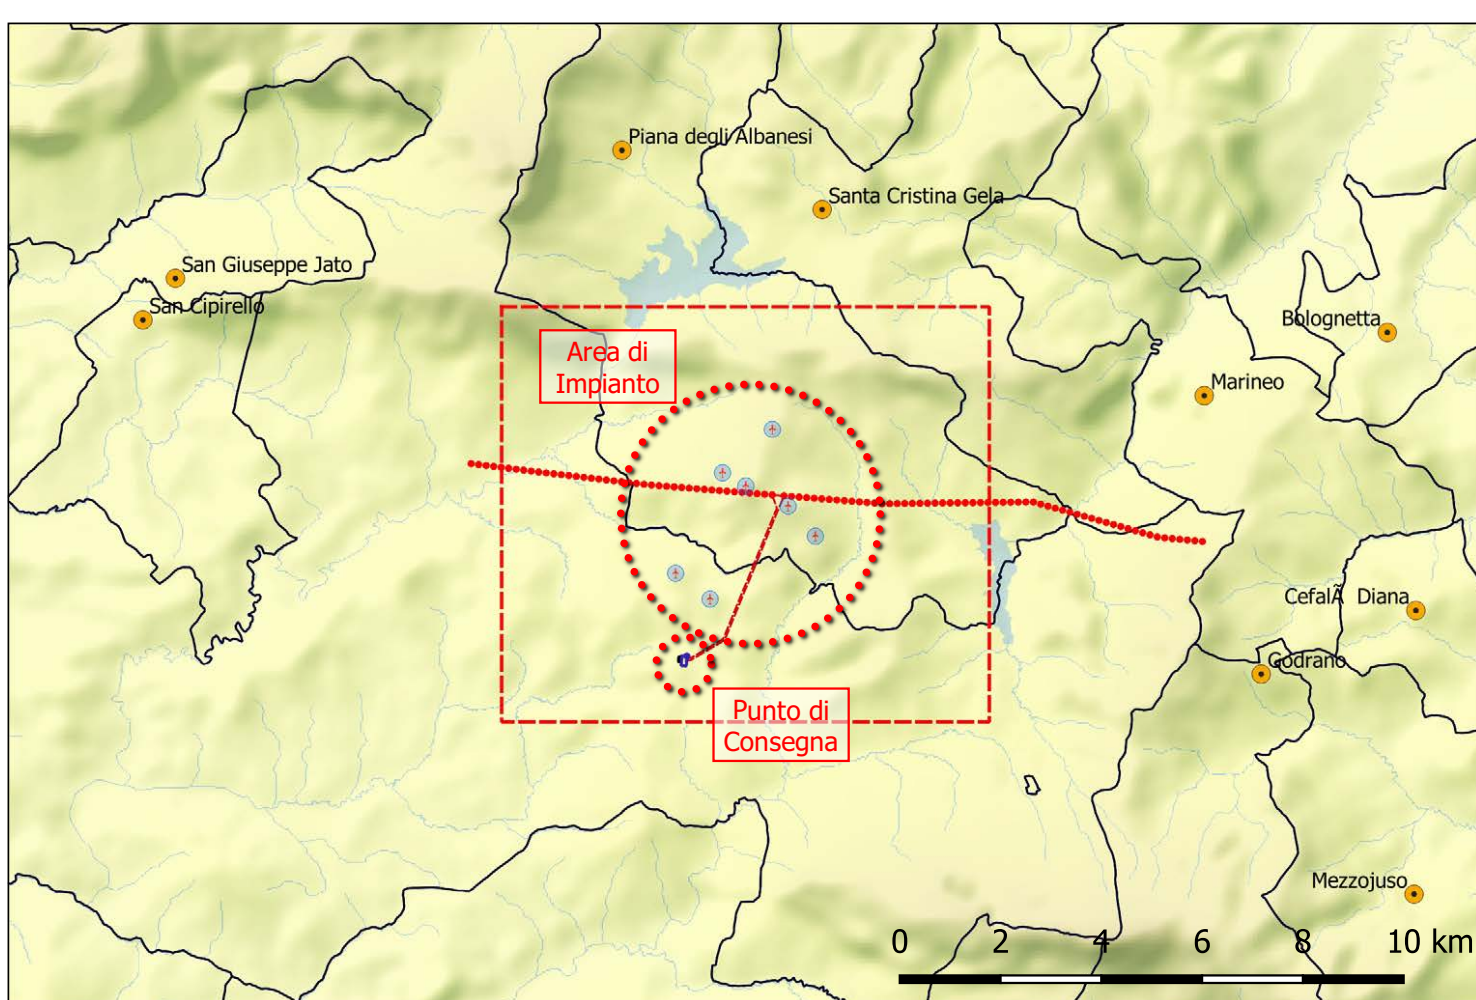 Piana degli Albanesi
Santa Cristina Gela
San Giuseppe Jato
San Cipirello
Bolognetta
Area di
Impianto
Marineo
CefalÃ  Diana
Godrano
Punto di
Consegna
Mezzojuso
0 2 4 6 8 10 km